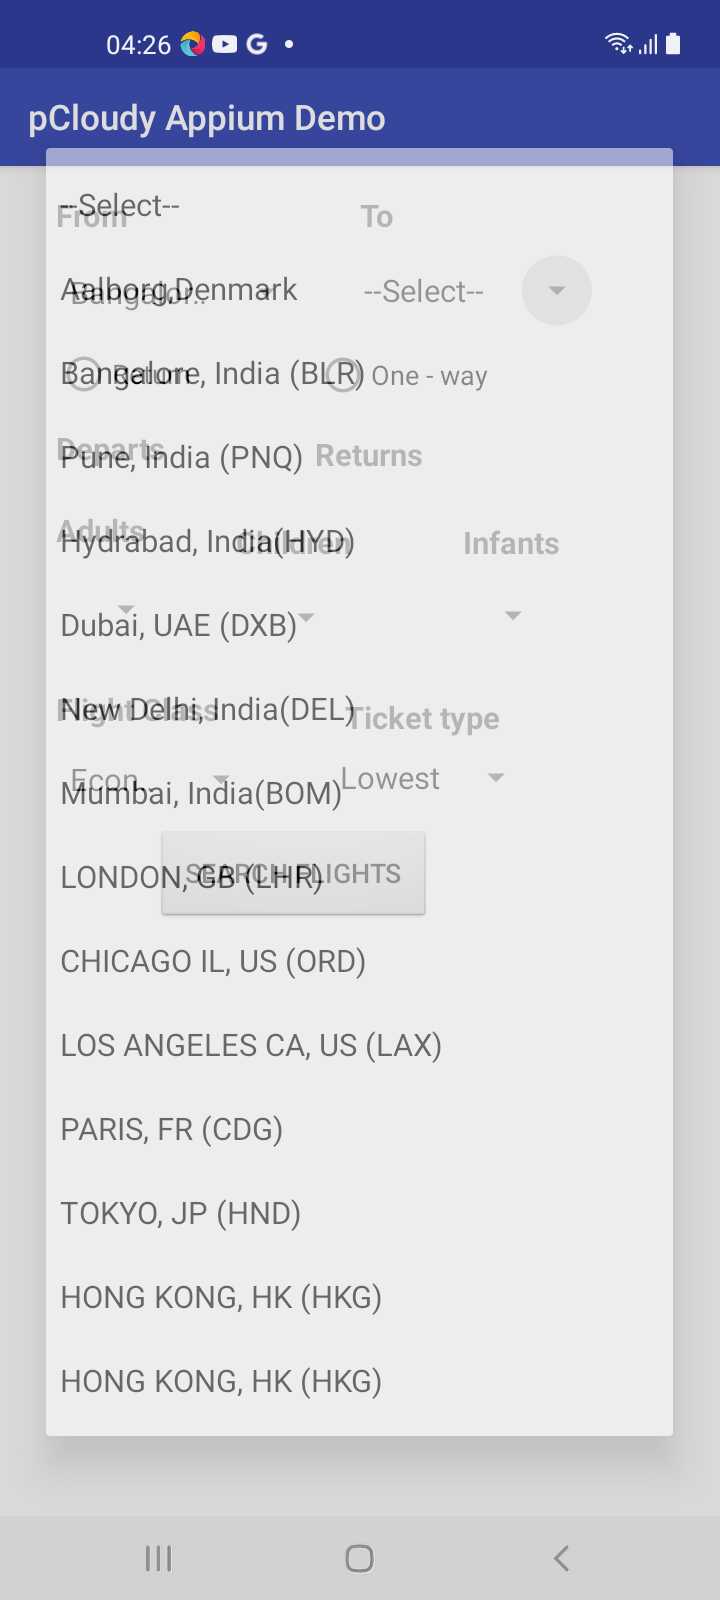 04:26
pCloudy Appium Demo
--Select--
From To
Aalborg,Denmark
Bangalor.. --Select--
Bangalore, India (BLR)
Return One - way
Departs Returns
Pune, India (PNQ)
Adults Children Infants
Hydrabad, India(HYD)
Dubai, UAE (DXB)
New Delhi, India(DEL)
Flight Class Ticket type
Econ.. Lowest
Mumbai, India(BOM)
LONDON, GB (LHR)
SEARCH FLIGHTS
CHICAGO IL, US (ORD)
LOS ANGELES CA, US (LAX)
PARIS, FR (CDG)
TOKYO, JP (HND)
HONG KONG, HK (HKG)
HONG KONG, HK (HKG)